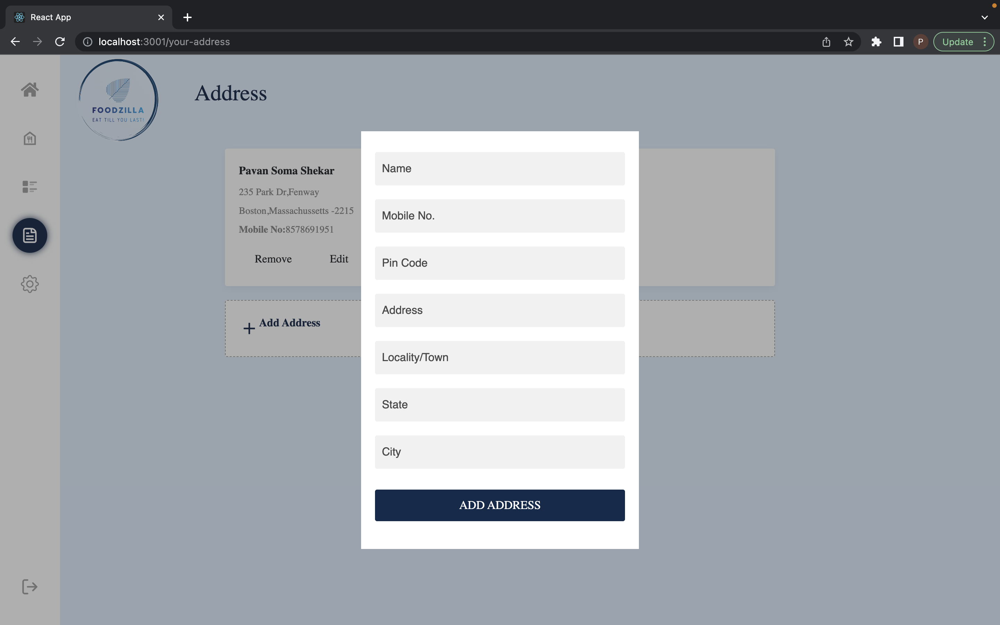 React App
localhost:3001/your-address
P
Update
FOODZILLA
EAT TILL YOU LAST!
Address
Pavan Soma Shekar
235 Park Dr,Fenway
Boston,Massachussetts -2215
Mobile No:8578691951
Remove Edit
Add Address
Name
Mobile No.
Pin Code
Address
Locality/Town
State
City
ADD ADDRESS